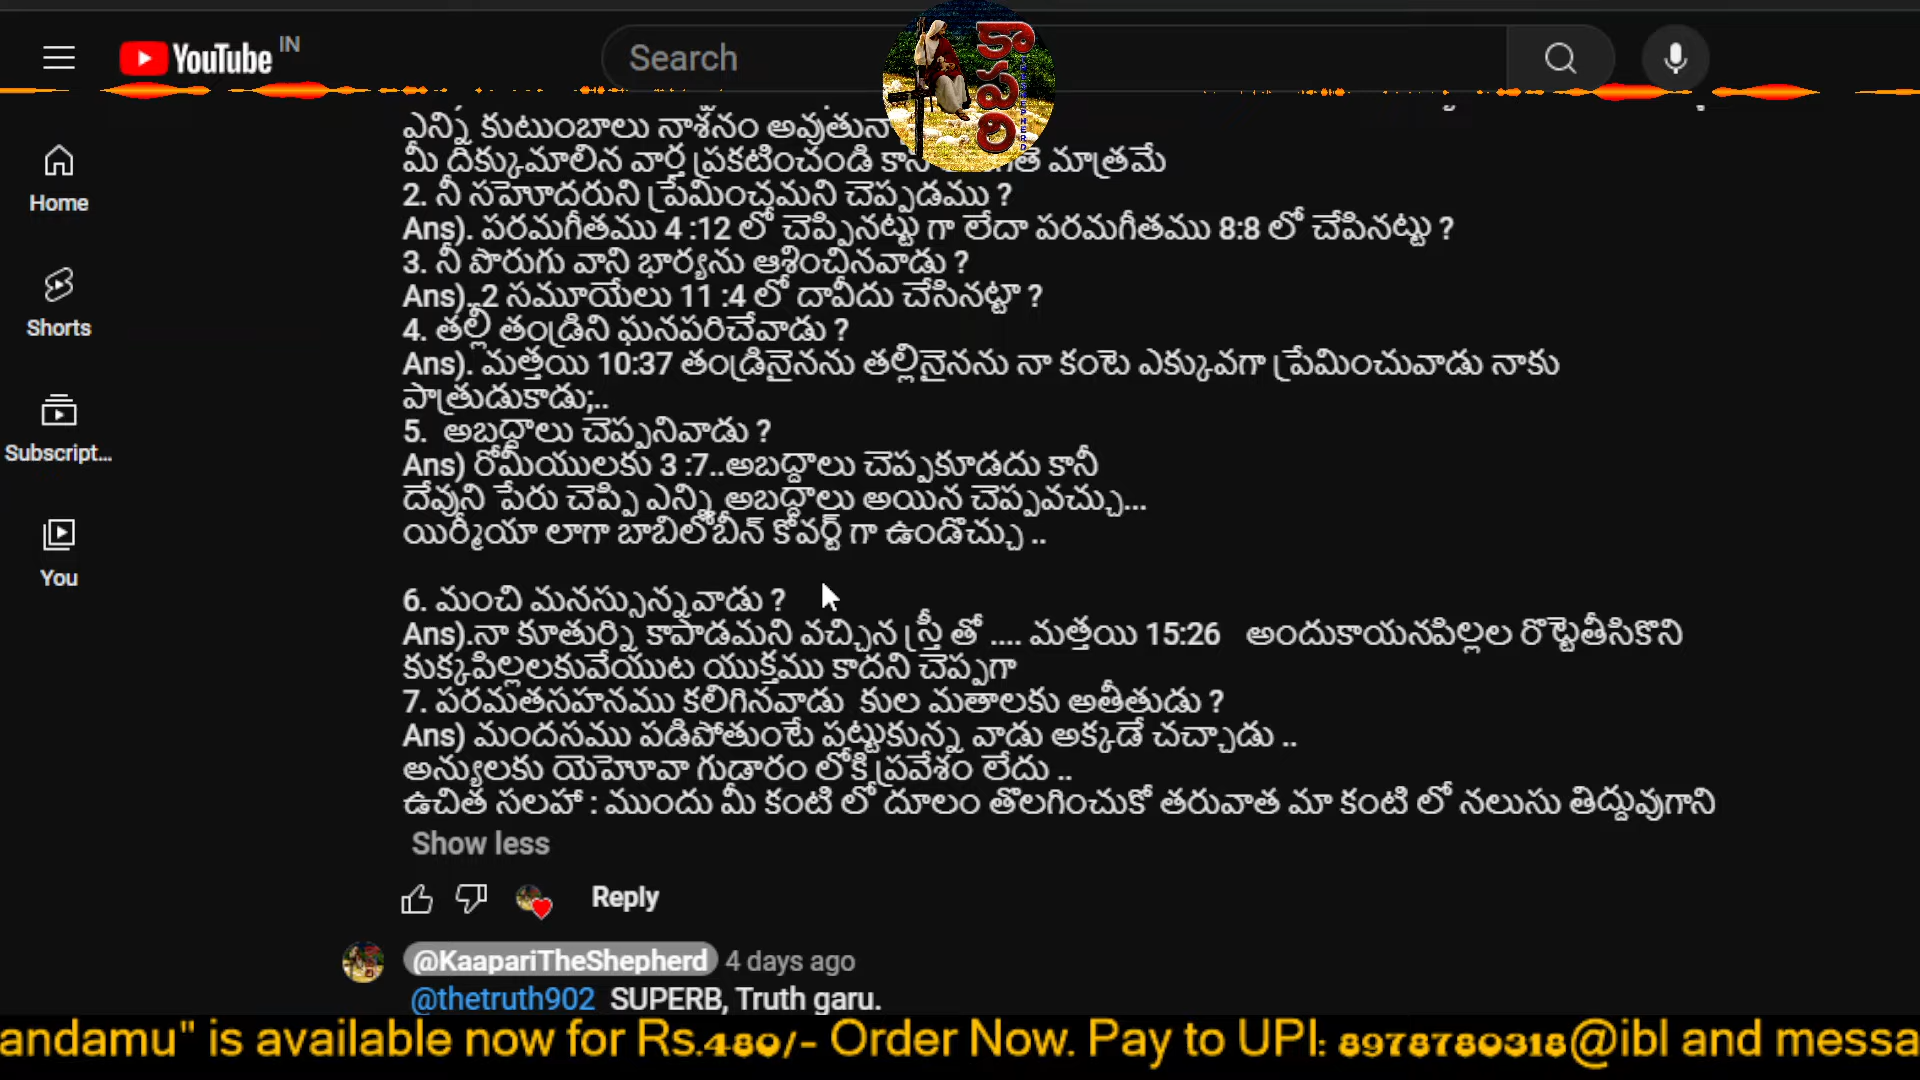 YouTube IN
Search
Home
Shorts
Subscript...
You
కాపరి
ఎన్ని కుటుంబాలు నాశనం
మీ దిక్కుమాలిన వార్త ప్రకటించండి మాత్రమే
2. నీ సహెూదరుని ప్రేమించమని చెప్పడము ?
Ans). పరమగీతము 4 :12 లో చెప్పినట్టు గా లేదా పరమగీతము 8:8 లో చేపినట్టు ?
3. నీ పొరుగు వాని భార్యను ఆశించినవాడు ?
Ans)..2 సమూయేలు 11 :4 లో దావీదు చేసినట్టా ?
4. తల్లి తండ్రిని ఘనపరిచేవాడు ?
Ans). మత్తయి 10:37 తండ్రినైనను తల్లినైనను నా కంటె ఎక్కువగా ప్రేమించువాడు నాకు
పాత్రుడుకాడు;..
5. అబద్ధాలు చెప్పనివాడు ?
Ans) రోమీయులకు 3 :7..అబద్దాలు చెప్పకూడదు కానీ
దేవుని పేరు చెప్పి ఎన్ని అబద్ధాలు అయిన చెప్పవచ్చు...
యిర్మీయా లాగా బాబిలోబీన్ కోవర్ట్ గా ఉండొచ్చు ..
6. మంచి మనస్సున్నవాడు ?
Ans).నా కూతుర్ని కాపాడమని వచ్చిన స్త్రీ తో .... మత్తయి 15:26 అందుకాయనపిల్లల రొట్టెతీసికొని
కుక్కపిల్లలకువేయుట యుక్తము కాదని చెప్పగా
7. పరమతసహనము కలిగినవాడు కుల మతాలకు అతీతుడు ?
Ans) మందసము పడిపోతుంటే పట్టుకున్న వాడు అక్కడే చచ్చాడు ..
అన్యులకు యెహెూవా గుడారం లోకి ప్రవేశం లేదు ..
ఉచిత సలహా : ముందు మీ కంటి లో దూలం తొలగించుకో తరువాత మా కంటి లో నలుసు తిద్దువుగాని
Show less
Reply
@KaapariTheShepherd 4 days ago
@thetruth902 SUPERB, Truth garu.
andamu" is available now for Rs.480/- Order Now. Pay to UPI: 8978780318@ibl and messa